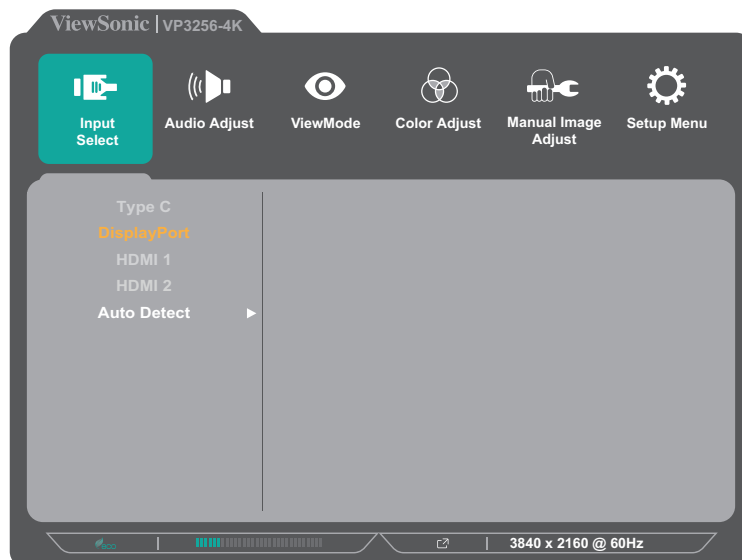 ViewSonic | VP3256-4K
Input Select
Audio Adjust
ViewMode
Color Adjust
Manual Image Adjust
Setup Menu
Type C
DisplayPort
HDMI 1
HDMI 2
Auto Detect
eco
3840 x 2160 @ 60Hz